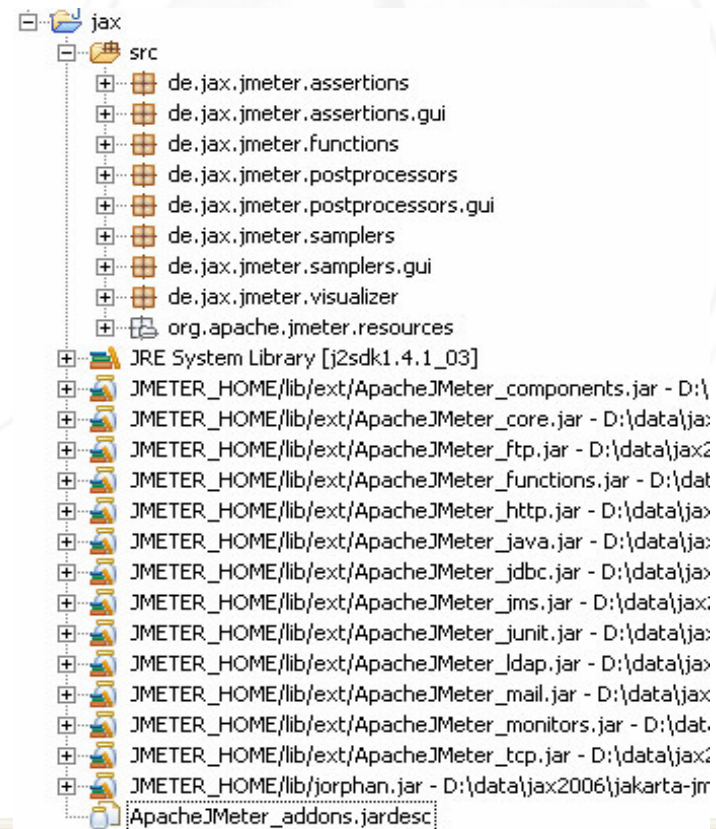 jax
src
de.jax.jmeter.assertions
de.jax.jmeter.assertions.gui
de.jax.jmeter.functions
de.jax.jmeter.postprocessors
de.jax.jmeter.postprocessors.gui
de.jax.jmeter.samplers
de.jax.jmeter.samplers.gui
de.jax.jmeter.visualizer
org.apache.jmeter.resources
JRE System Library [j2sdk1.4.1_03]
JMETER_HOME/lib/ext/ApacheJMeter_components.jar - D:\
JMETER_HOME/lib/ext/ApacheJMeter_core.jar - D:\data\jax
JMETER_HOME/lib/ext/ApacheJMeter_ftp.jar - D:\data\jax2
JMETER_HOME/lib/ext/ApacheJMeter_functions.jar - D:\dat
JMETER_HOME/lib/ext/ApacheJMeter_http.jar - D:\data\jax
JMETER_HOME/lib/ext/ApacheJMeter_java.jar - D:\data\jax
JMETER_HOME/lib/ext/ApacheJMeter_jdbc.jar - D:\data\jax
JMETER_HOME/lib/ext/ApacheJMeter_jms.jar - D:\data\jax2
JMETER_HOME/lib/ext/ApacheJMeter_junit.jar - D:\data\jax
JMETER_HOME/lib/ext/ApacheJMeter_ldap.jar - D:\data\jax
JMETER_HOME/lib/ext/ApacheJMeter_mail.jar - D:\data\jax
JMETER_HOME/lib/ext/ApacheJMeter_monitors.jar - D:\dat
JMETER_HOME/lib/ext/ApacheJMeter_tcp.jar - D:\data\jax2
JMETER_HOME/lib/jorphan.jar - D:\data\jax2006\jakarta-jm
ApacheJMeter_addons.jardesc